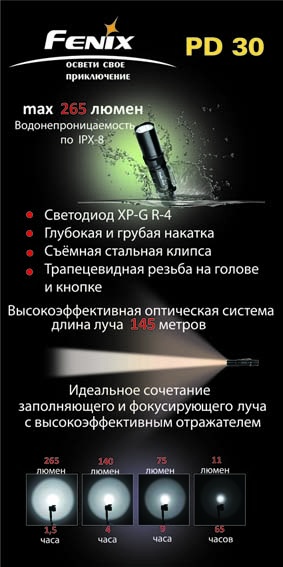 FENIX
PD 30
ОСВЕТИ СВОЕ
ПРИКЛЮЧЕНИЕ
max 265 люмен
Водонепроницаемость
по IPX-8
Светодиод XP-G R-4
Глубокая и грубая накатка
Съёмная стальная клипса
Трапецевидная резьба на голове
и кнопке
Высокоэффективная оптическая система
длина луча 145 метров
Идеальное сочетание
заполняющего и фокусирующего луча
с высокоэффективным отражателем
265 140 75 11
люмен люмен люмен люмен
1,5 4 9 65
часа часа часа часов